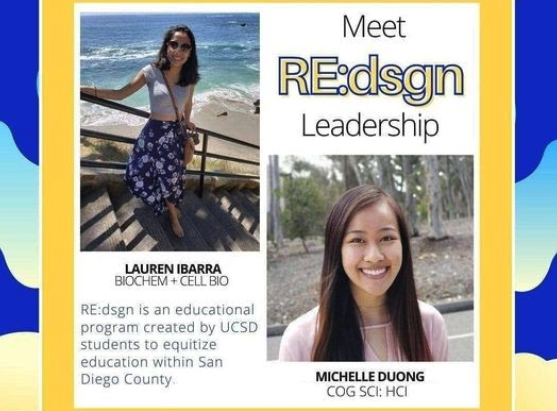 Meet
RE:dsgn
Leadership
LAUREN IBARRA
BIOCHEM + CELL BIO
RE:dsgn is an educational
program created by UCSD
students to equitize
education within San
Diego County.
MICHELLE DUONG
COG SCI: HCI